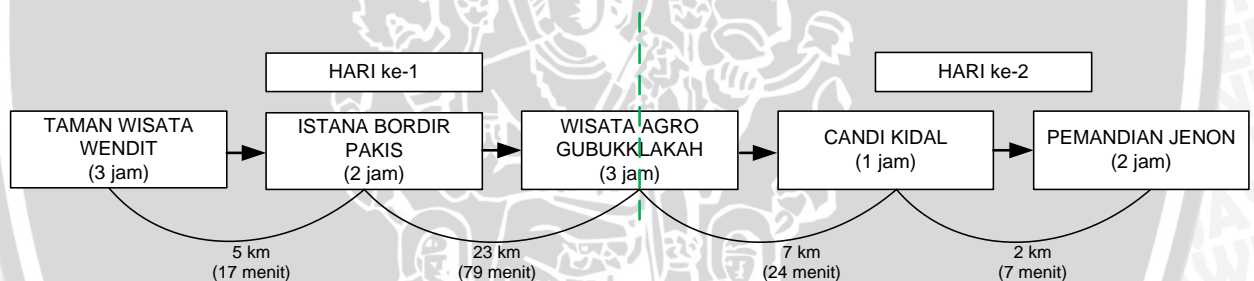 HARI ke-1
HARI ke-2
TAMAN WISATA
WENDIT
(3 jam)
ISTANA BORDIR
PAKIS
(2 jam)
WISATA AGRO
GUBUKKLAKAH
(3 jam)
CANDI KIDAL
(1 jam)
PEMANDIAN JENON
(2 jam)
5 km
(17 menit)
23 km
(79 menit)
7 km
(24 menit)
2 km
(7 menit)